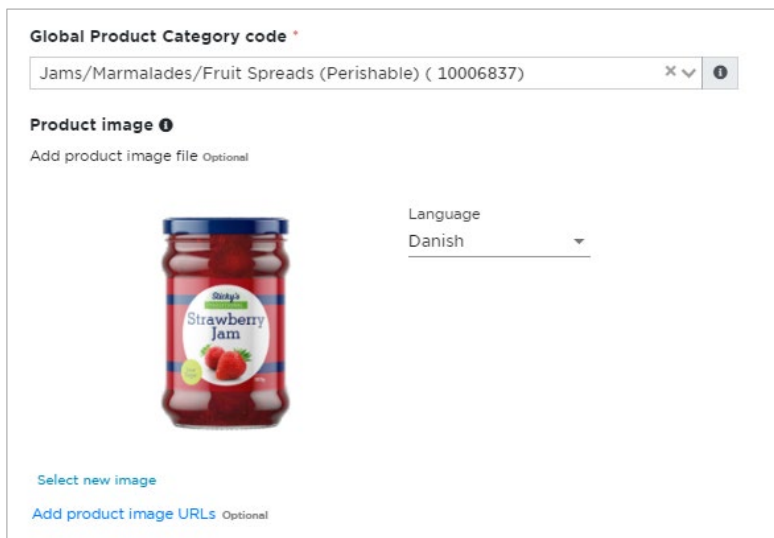 Global Product Category code *
Jams/Marmalades/Fruit Spreads (Perishable) ( 10006837)
Product image
Add product image file Optional
Language
Danish
Sticky's
Strawberry
Jam
Select new image
Add product image URLs Optional